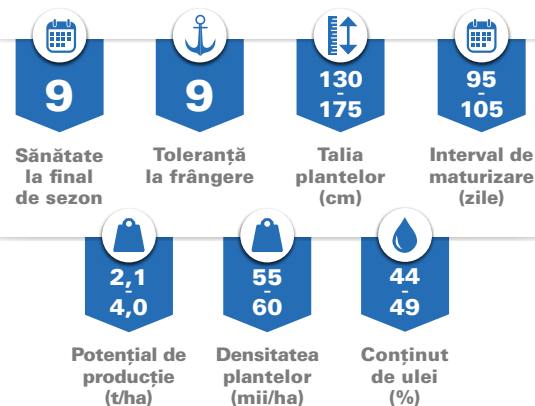 9
Sănătate
la final
de sezon
9
Toleranță
la frângere
130
-
175
Talia
plantelor
(cm)
95
-
105
Interval de
maturizare
(zile)
2,1
-
4,0
Potențial de
producție
(t/ha)
55
-
60
Densitatea
plantelor
(mii/ha)
44
-
49
Conținut
de ulei
(%)